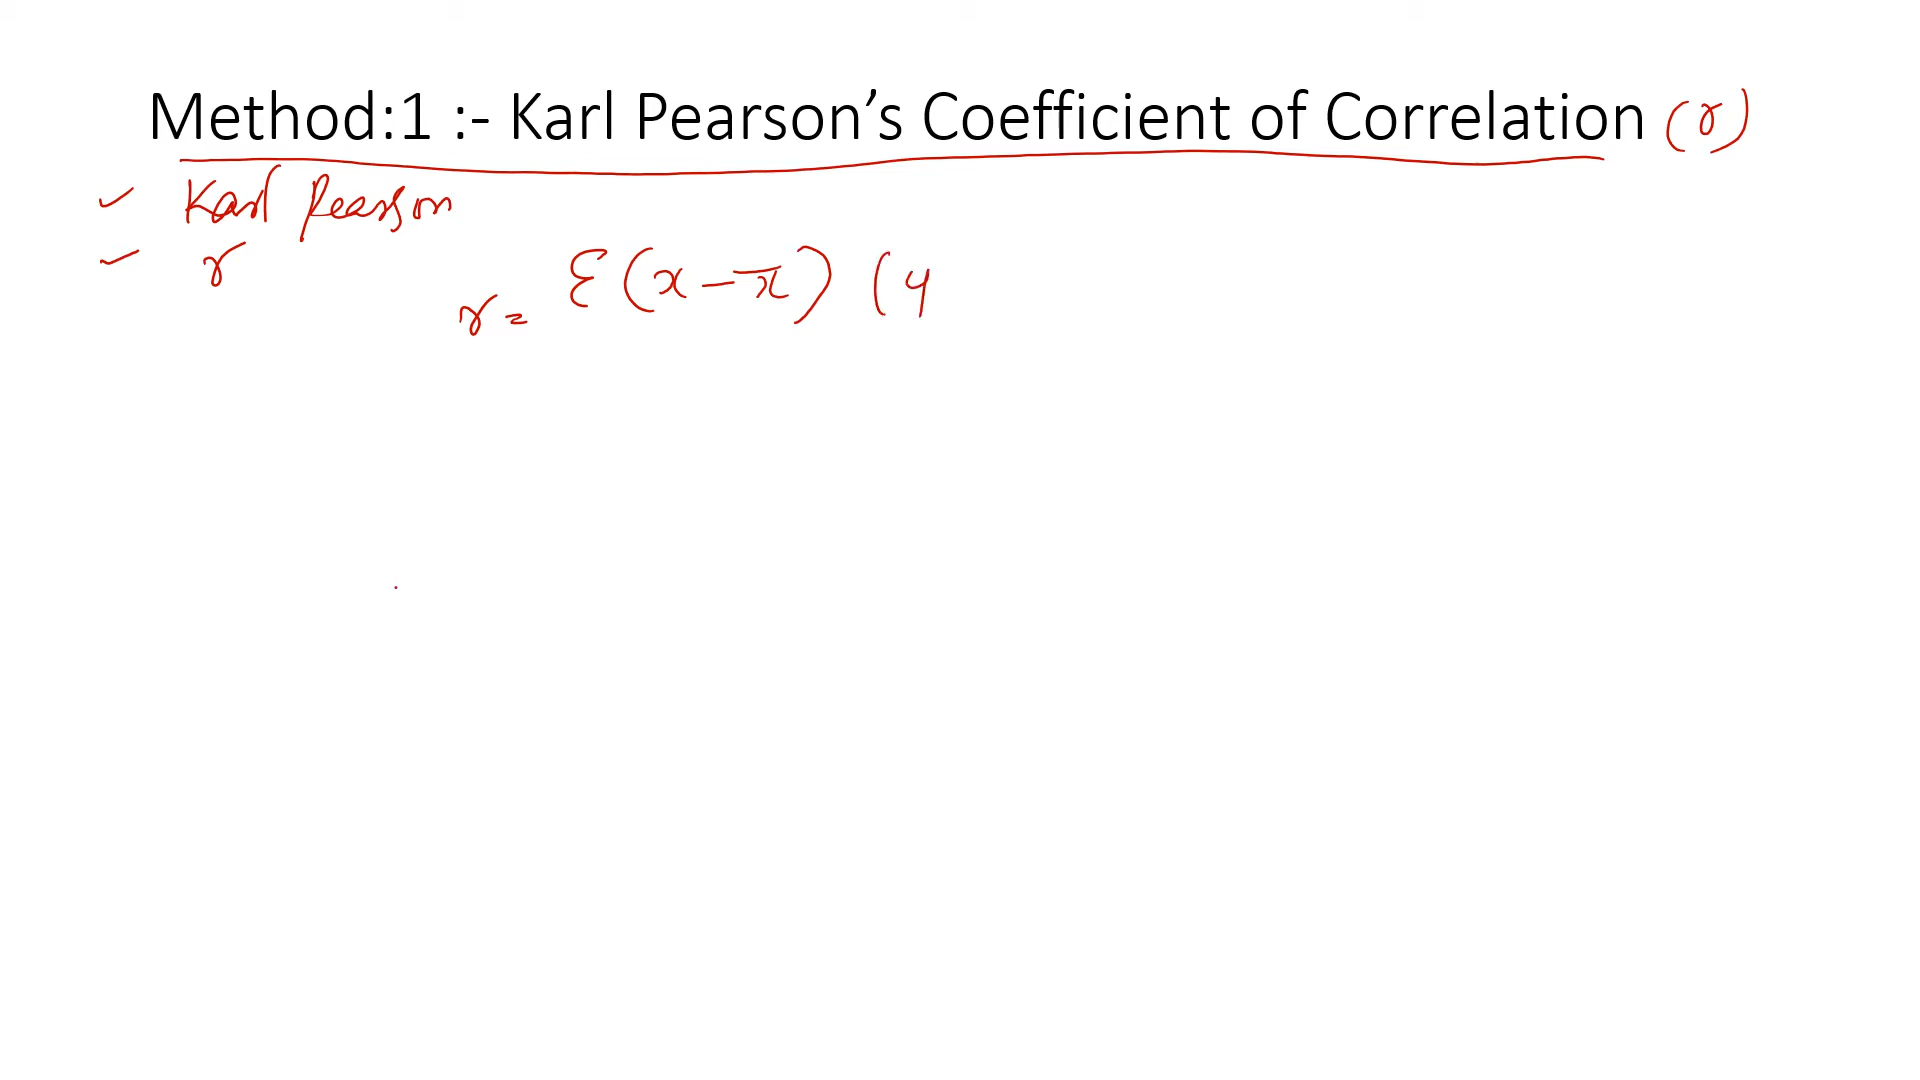 Method:1 :- Karl Pearson’s Coefficient of Correlation (r)
Karl Pearson
r
r = Σ(x - x̄) (y